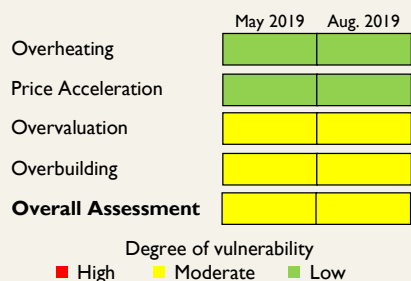 May 2019 Aug. 2019
Overheating
Price Acceleration
Overvaluation
Overbuilding
Overall Assessment
Degree of vulnerability
High Moderate Low